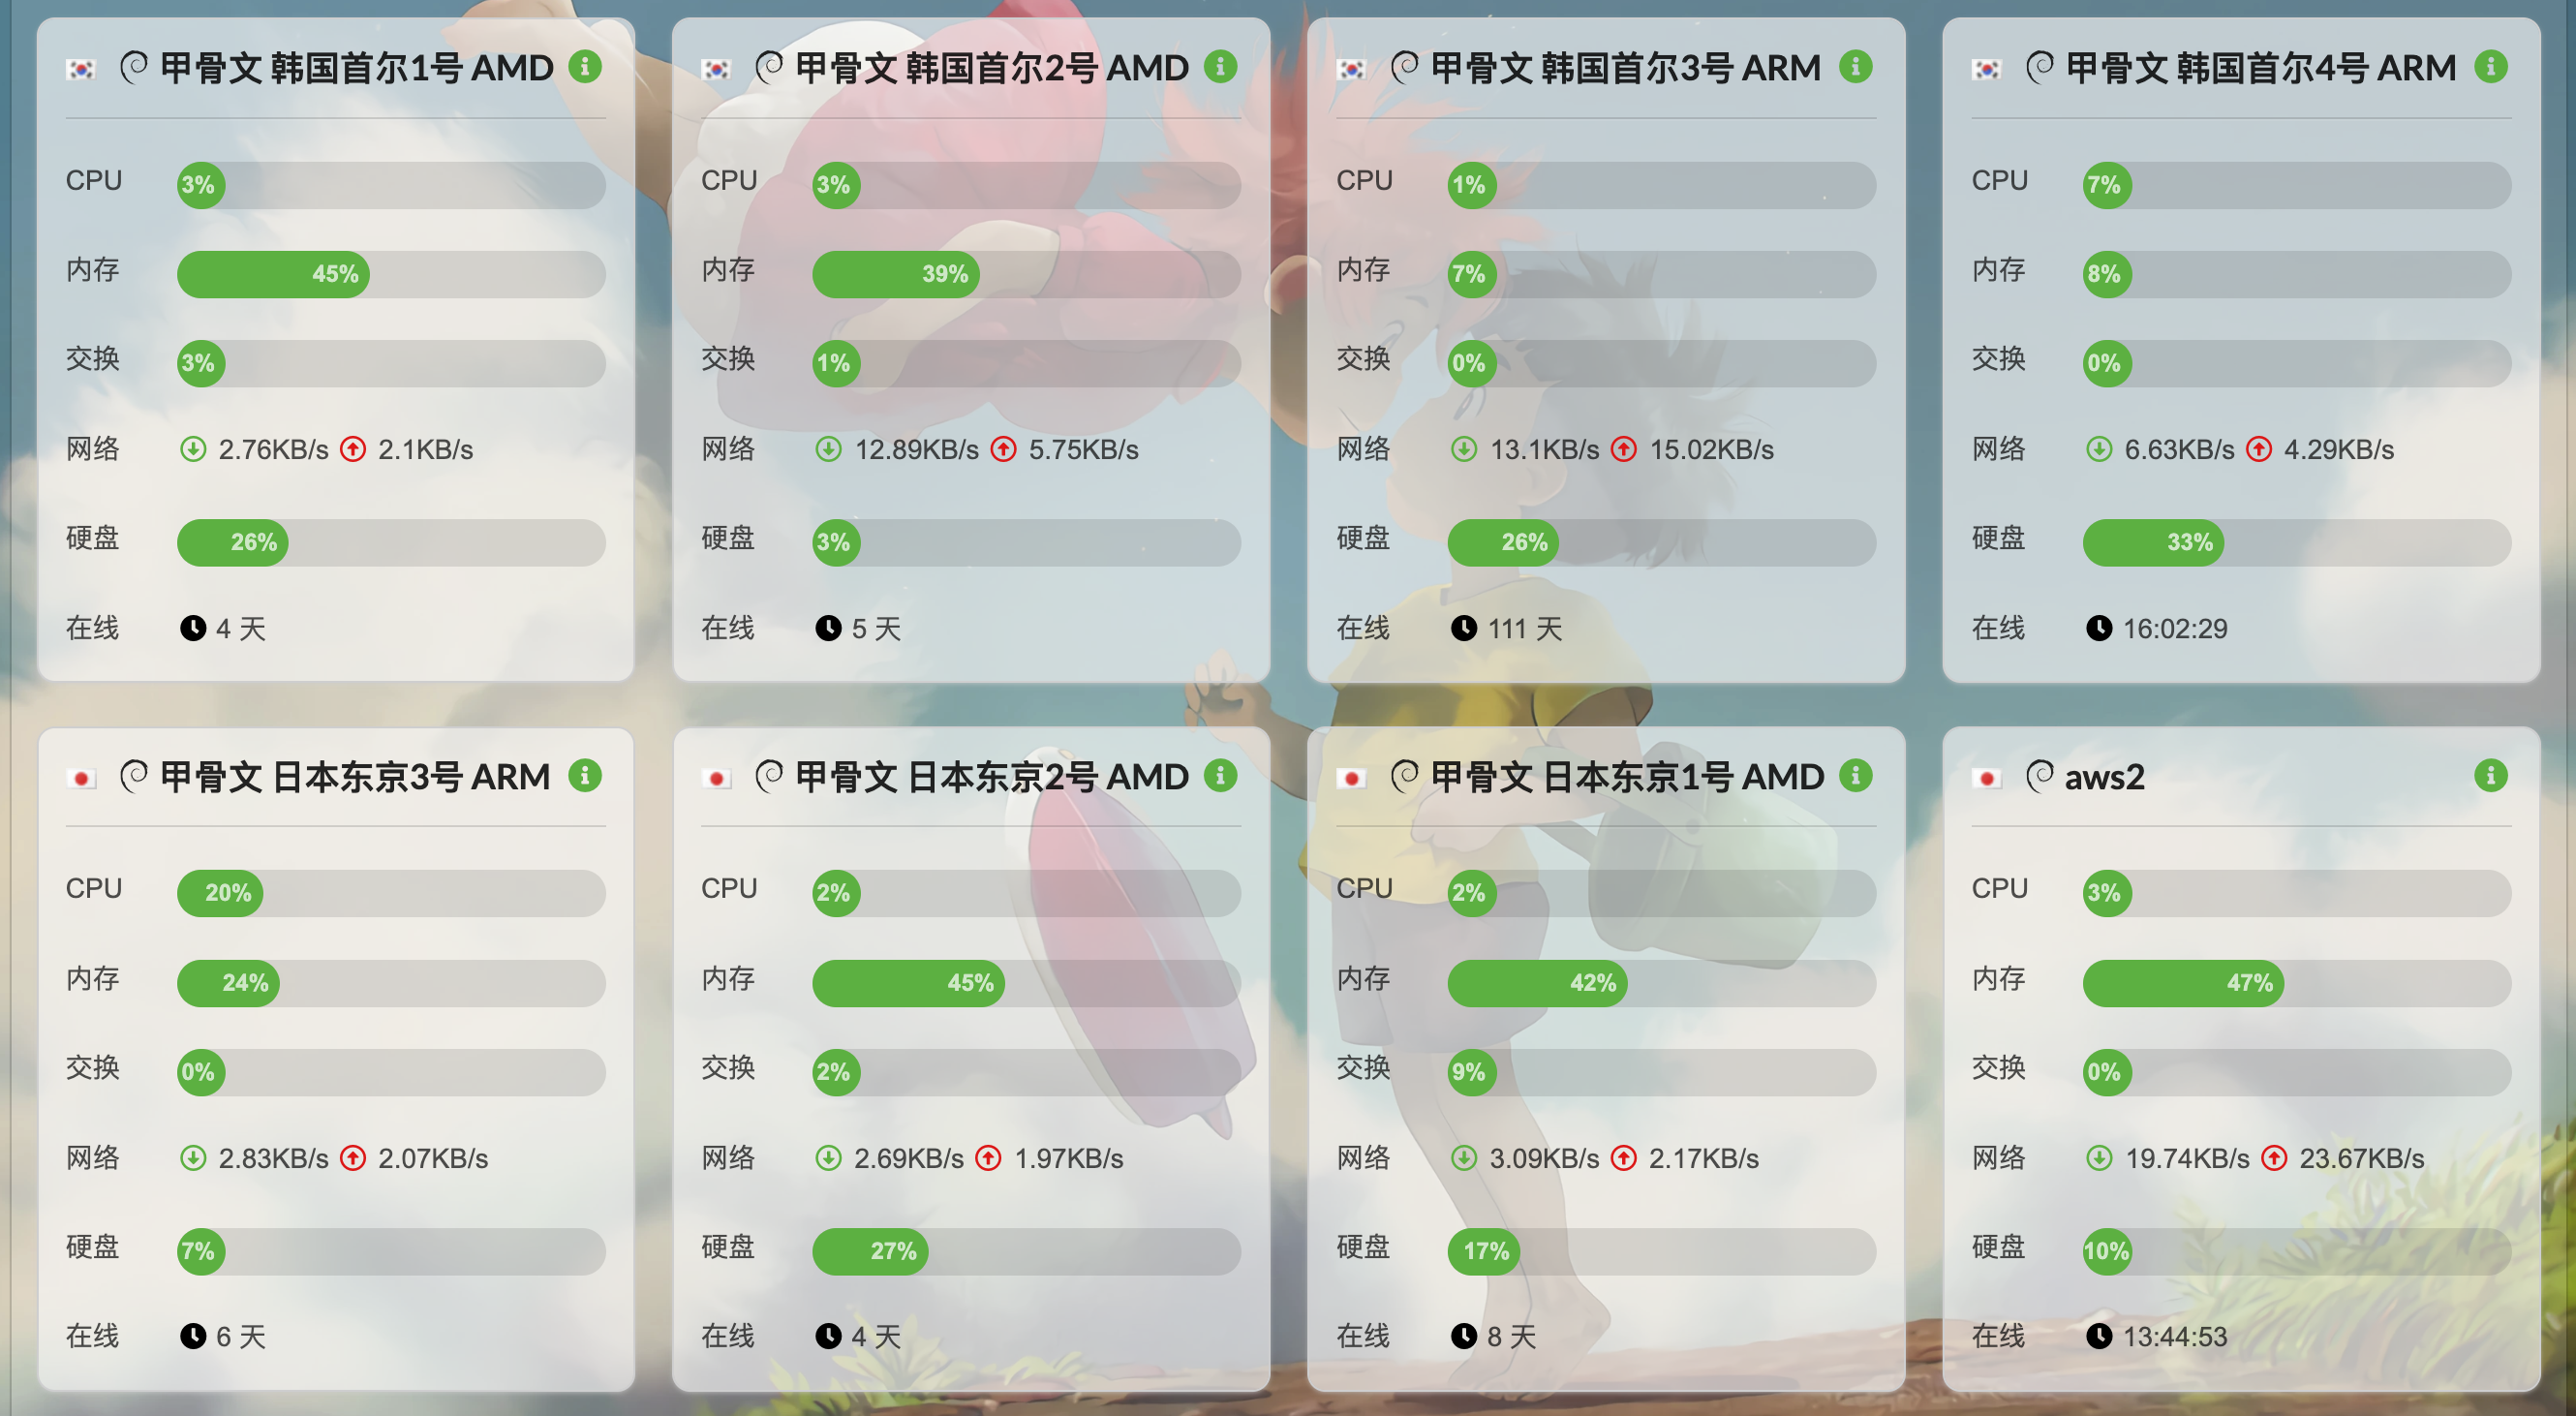 甲骨文 韩国首尔1号 AMD
CPU 3%
内存 45%
交换 3%
网络 2.76KB/s 2.1KB/s
硬盘 26%
在线 4 天
甲骨文 韩国首尔2号 AMD
CPU 3%
内存 39%
交换 1%
网络 12.89KB/s 5.75KB/s
硬盘 3%
在线 5 天
甲骨文 韩国首尔3号 ARM
CPU 1%
内存 7%
交换 0%
网络 13.1KB/s 15.02KB/s
硬盘 26%
在线 111 天
甲骨文 韩国首尔4号 ARM
CPU 7%
内存 8%
交换 0%
网络 6.63KB/s 4.29KB/s
硬盘 33%
在线 16:02:29
甲骨文 日本东京3号 ARM
CPU 20%
内存 24%
交换 0%
网络 2.83KB/s 2.07KB/s
硬盘 7%
在线 6 天
甲骨文 日本东京2号 AMD
CPU 2%
内存 45%
交换 2%
网络 2.69KB/s 1.97KB/s
硬盘 27%
在线 4 天
甲骨文 日本东京1号 AMD
CPU 2%
内存 42%
交换 9%
网络 3.09KB/s 2.17KB/s
硬盘 17%
在线 8 天
aws2
CPU 3%
内存 47%
交换 0%
网络 19.74KB/s 23.67KB/s
硬盘 10%
在线 13:44:53